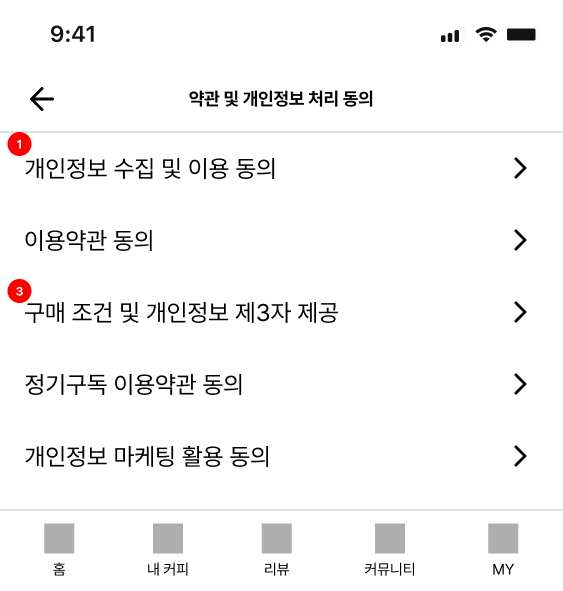 9:41
약관 및 개인정보 처리 동의
1
개인정보 수집 및 이용 동의
이용약관 동의
3
구매 조건 및 개인정보 제3자 제공
정기구독 이용약관 동의
개인정보 마케팅 활용 동의
홈 내 커피 리뷰 커뮤니티 MY